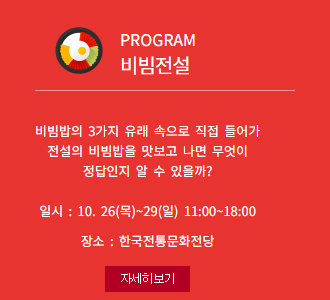 PROGRAM
비빔전설
비빔밥의 3가지 유래 속으로 직접 들어가
전설의 비빔밥을 맛보고 나면 무엇이
정답인지 알 수 있을까?
일시 : 10. 26(목)~29(일) 11:00~18:00
장소 : 한국전통문화전당
자세히보기